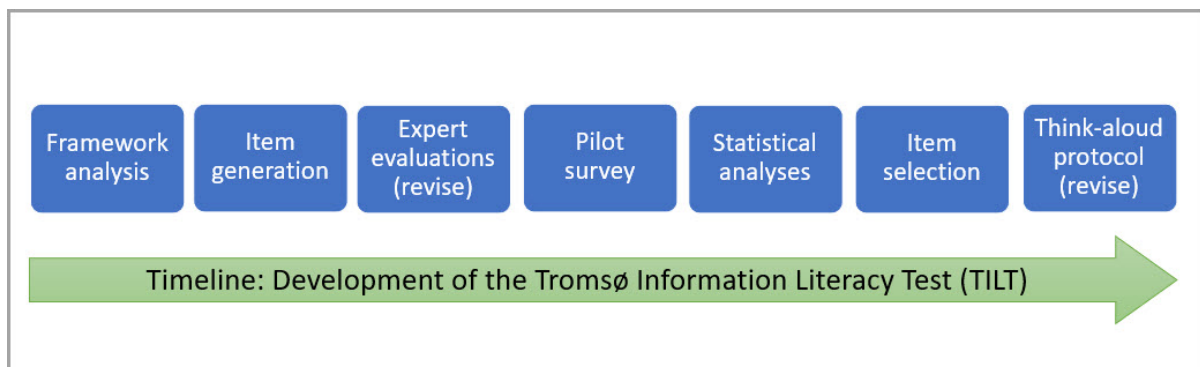 Framework
analysis
Item
generation
Expert
evaluations
(revise)
Pilot
survey
Statistical
analyses
Item
selection
Think-aloud
protocol
(revise)
Timeline: Development of the Tromsø Information Literacy Test (TILT)